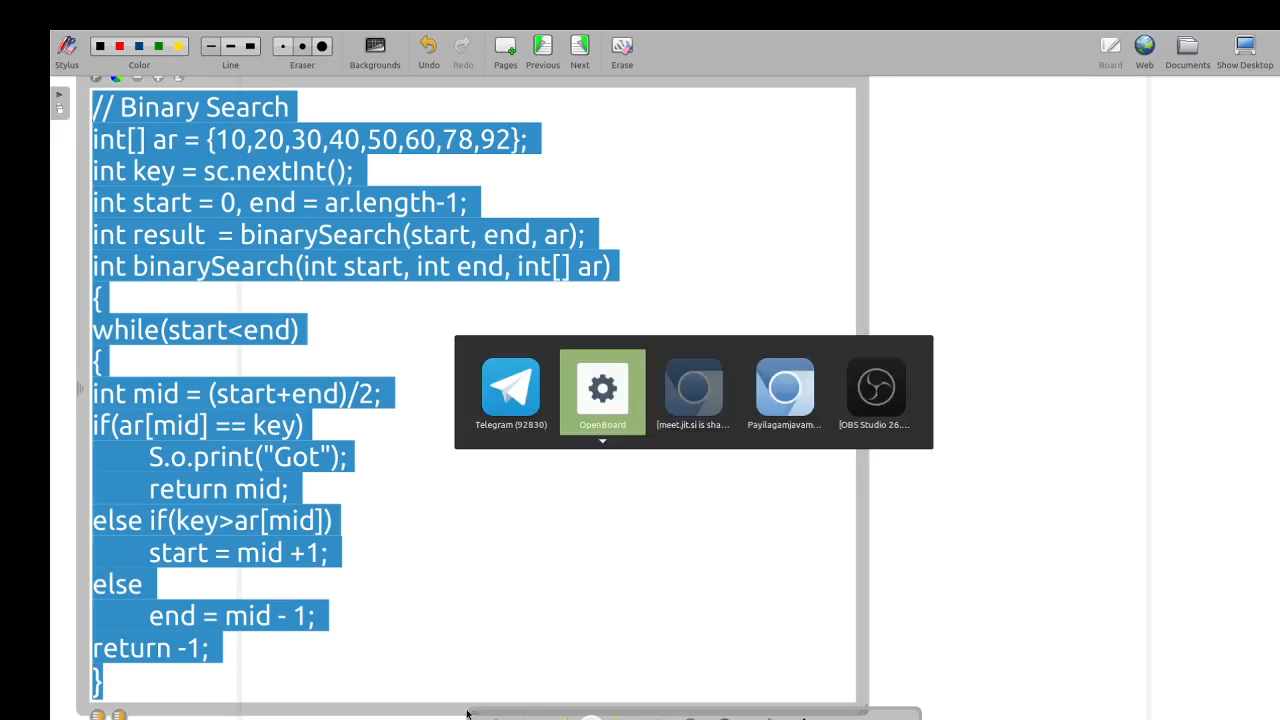 Stylus
Color
Line
Eraser
Backgrounds
Undo
Redo
Pages
Previous
Next
Erase
Board
Web
Documents
Show Desktop
// Binary Search
int[] ar = {10,20,30,40,50,60,78,92};
int key = sc.nextInt();
int start = 0, end = ar.length-1;
int result  = binarySearch(start, end, ar);
int binarySearch(int start, int end, int[] ar)
{
while(start<end)
{
int mid = (start+end)/2;
if(ar[mid] == key)
S.o.print("Got");
return mid;
else if(key>ar[mid])
start = mid +1;
else
end = mid - 1;
return -1;
}
Telegram (92830)
OpenBoard
[meet.jit.si is sha...
Payilagamjavam...
[OBS Studio 26....